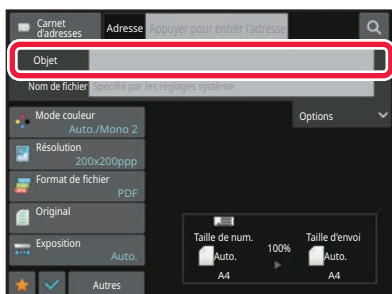 Carnet
d'adresses
Adresse
Appuyer pour entrer l'adresse
Objet
Nom de fichier
Spécifié par les réglages système
Mode couleur
Auto./Mono 2
Options
Résolution
200x200ppp
Format de fichier
PDF
Original
Exposition
Auto.
Taille de num.
100%
Taille d'envoi
Auto.
Auto.
A4
A4
Autres